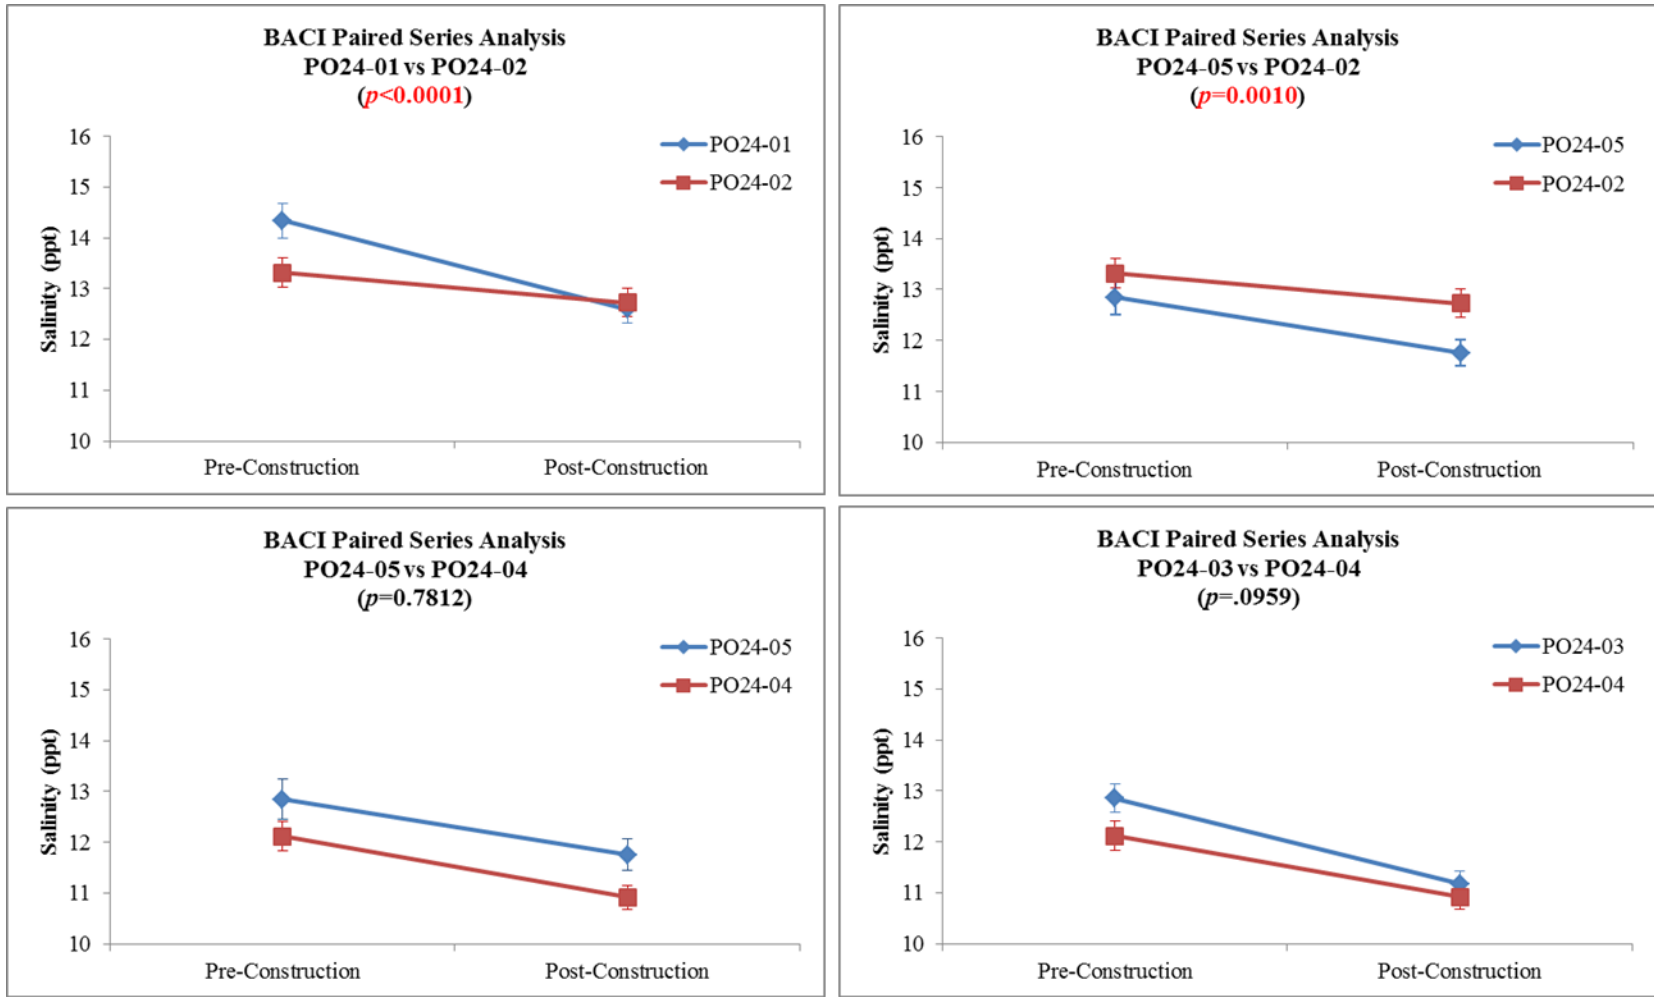 BACI Paired Series Analysis
PO24-01 vs PO24-02
(p<0.0001)
16
15
14
13
12
11
10
Salinity (ppt)
PO24-01
PO24-02
Pre-Construction
Post-Construction
BACI Paired Series Analysis
PO24-05 vs PO24-02
(p=0.0010)
16
15
14
13
12
11
10
Salinity (ppt)
PO24-05
PO24-02
Pre-Construction
Post-Construction
BACI Paired Series Analysis
PO24-05 vs PO24-04
(p=0.7812)
16
15
14
13
12
11
10
Salinity (ppt)
PO24-05
PO24-04
Pre-Construction
Post-Construction
BACI Paired Series Analysis
PO24-03 vs PO24-04
(p=.0959)
16
15
14
13
12
11
10
Salinity (ppt)
PO24-03
PO24-04
Pre-Construction
Post-Construction